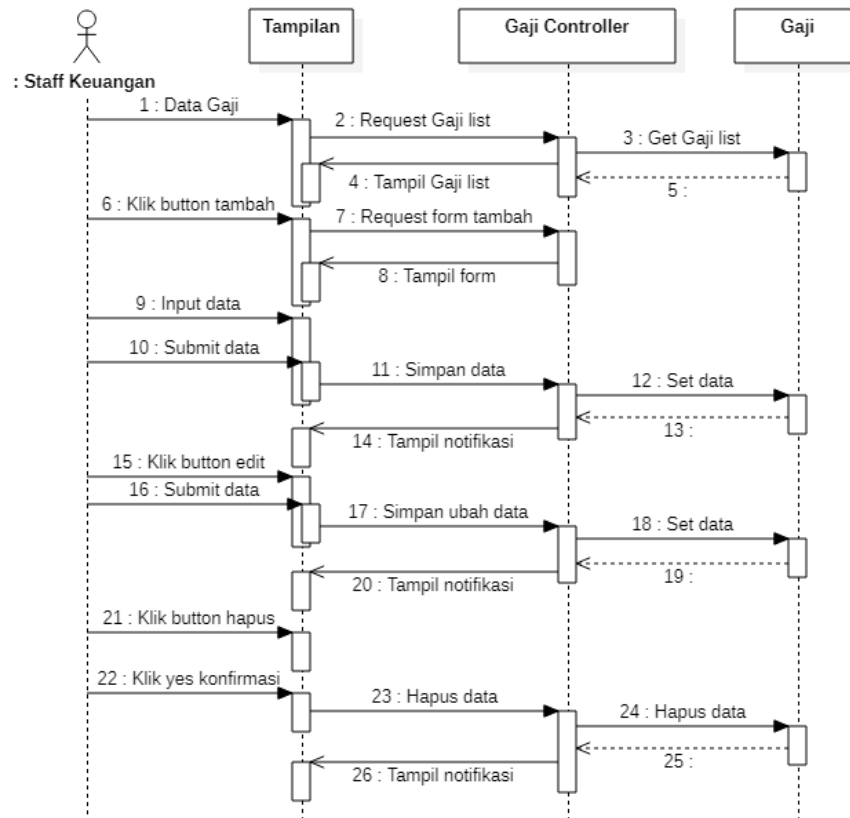 Tampilan
Gaji Controller
Gaji
: Staff Keuangan
1 : Data Gaji
2 : Request Gaji list
3 : Get Gaji list
4 : Tampil Gaji list
5 :
6 : Klik button tambah
7 : Request form tambah
8 : Tampil form
9 : Input data
10 : Submit data
11 : Simpan data
12 : Set data
13 :
14 : Tampil notifikasi
15 : Klik button edit
16 : Submit data
17 : Simpan ubah data
18 : Set data
19 :
20 : Tampil notifikasi
21 : Klik button hapus
22 : Klik yes konfirmasi
23 : Hapus data
24 : Hapus data
25 :
26 : Tampil notifikasi